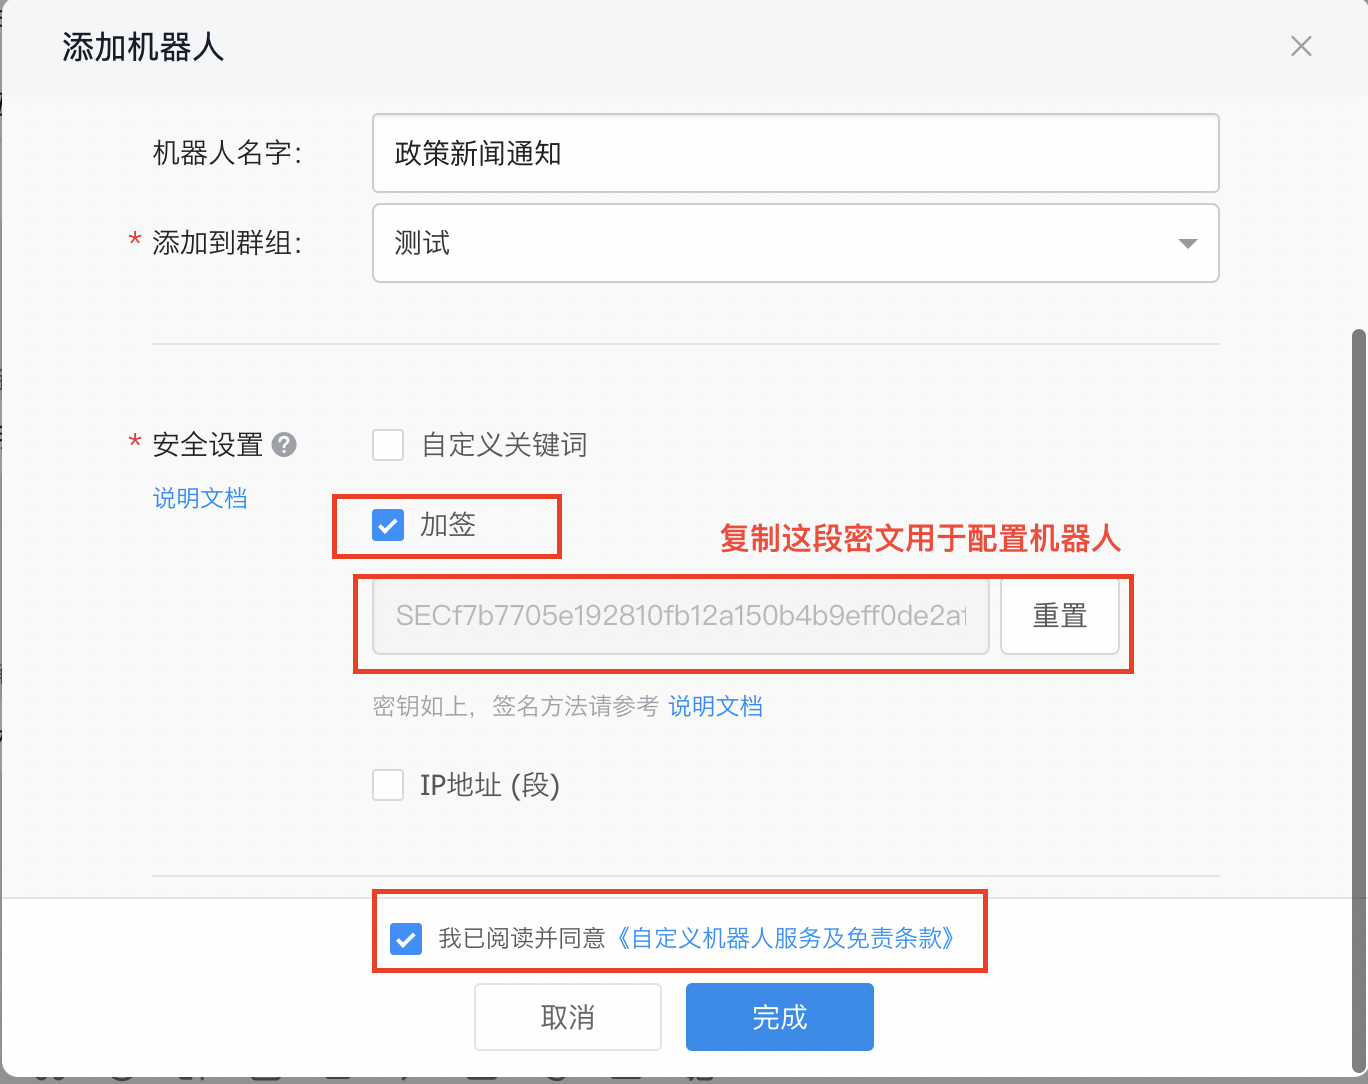 添加机器人
机器人名字:
政策新闻通知
* 添加到群组:
测试
* 安全设置 ?
自定义关键词
说明文档
加签
复制这段密文用于配置机器人
SECf7b7705e192810fb12a150b4b9eff0de2a
重置
密钥如上，签名方法请参考 说明文档
IP地址 (段)
我已阅读并同意《自定义机器人服务及免责条款》
取消
完成